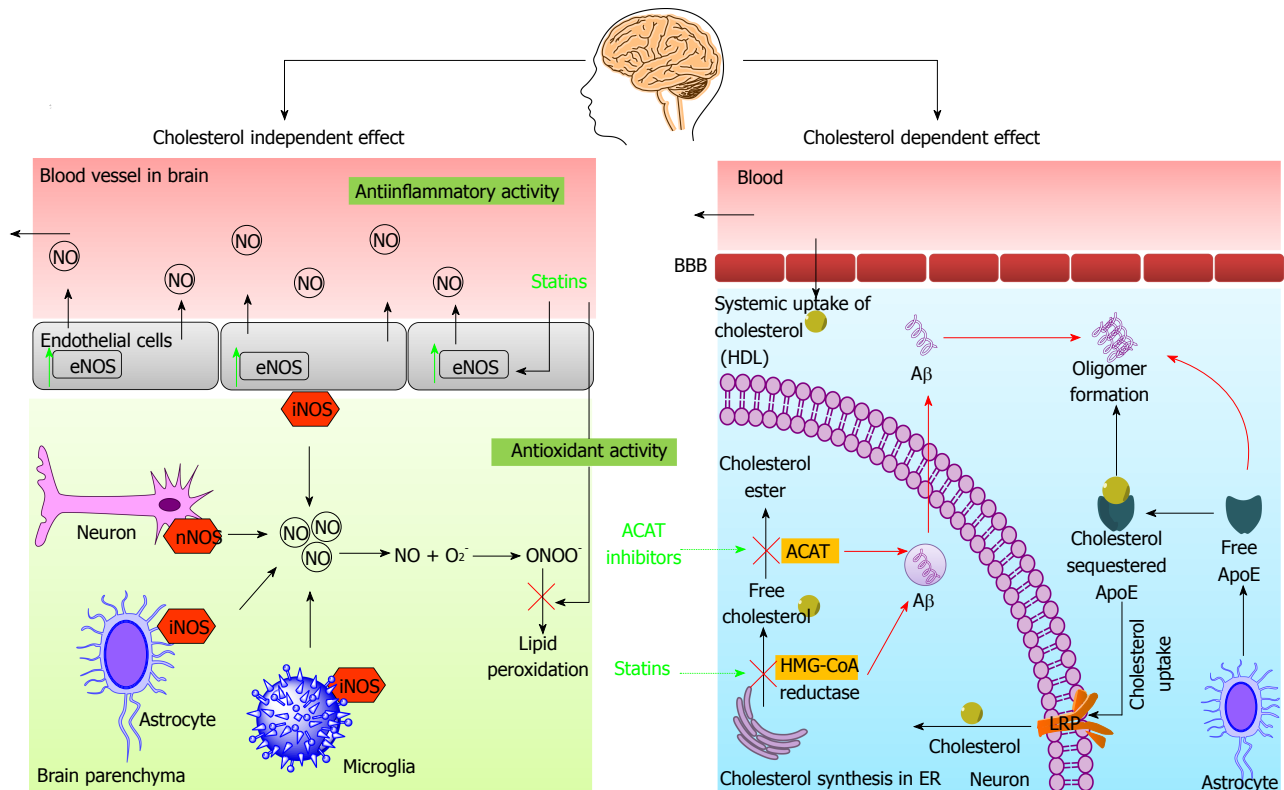 Cholesterol independent effect
Blood vessel in brain
Antiinflammatory activity
NO
NO
NO
NO
NO
NO
Statins
Endothelial cells
eNOS
eNOS
eNOS
iNOS
Antioxidant activity
Neuron
nNOS
NO
NO
NO
NO + O₂⁻
ONOO⁻
iNOS
Lipid
peroxidation
iNOS
Astrocyte
Microglia
Brain parenchyma
Cholesterol dependent effect
Blood
BBB
Systemic uptake of
cholesterol
(HDL)
Aβ
Oligomer
formation
Cholesterol
ester
ACAT
inhibitors
ACAT
Free
cholesterol
Aβ
Cholesterol
sequestered
ApoE
Free
ApoE
Statins
HMG-CoA
reductase
Cholesterol
uptake
LRP
Cholesterol
Cholesterol synthesis in ER
Neuron
Astrocyte